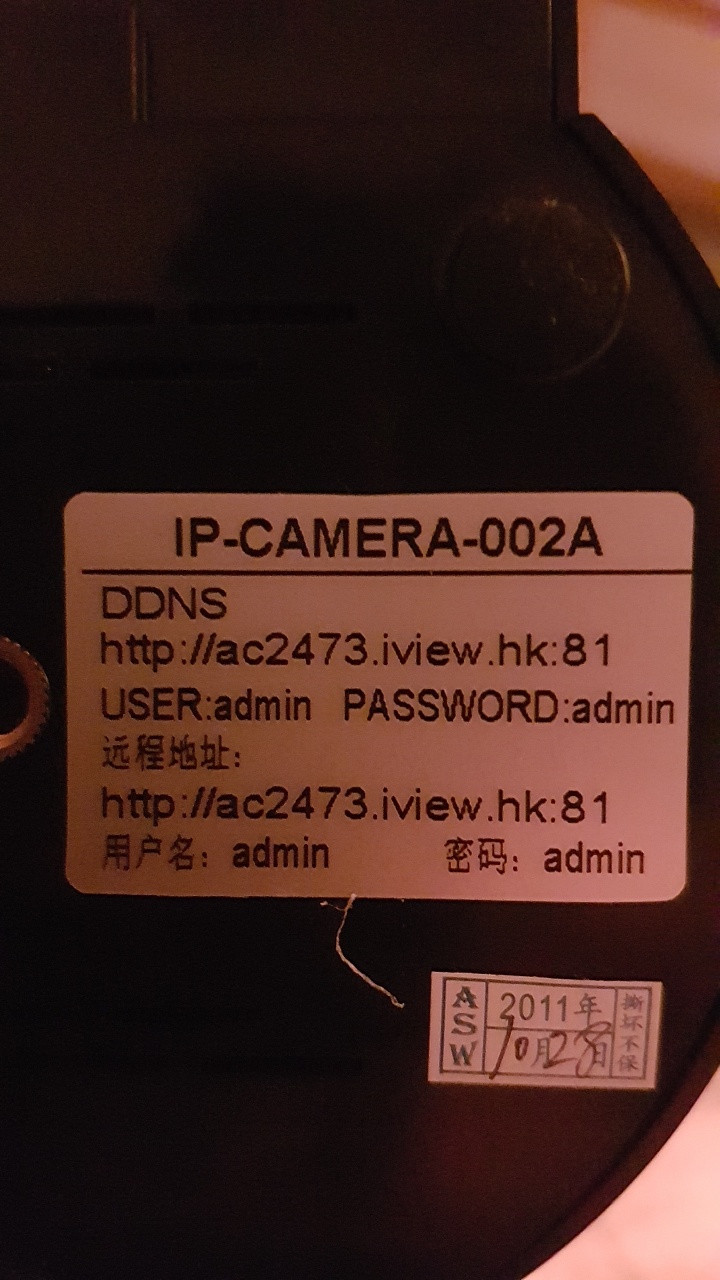 IP-CAMERA-002A
DDNS
http://ac2473.iview.hk:81
USER:admin PASSWORD:admin
远程地址:
http://ac2473.iview.hk:81
用户名: admin 密码: admin
ASW
2011年
10月28日
撕坏不保